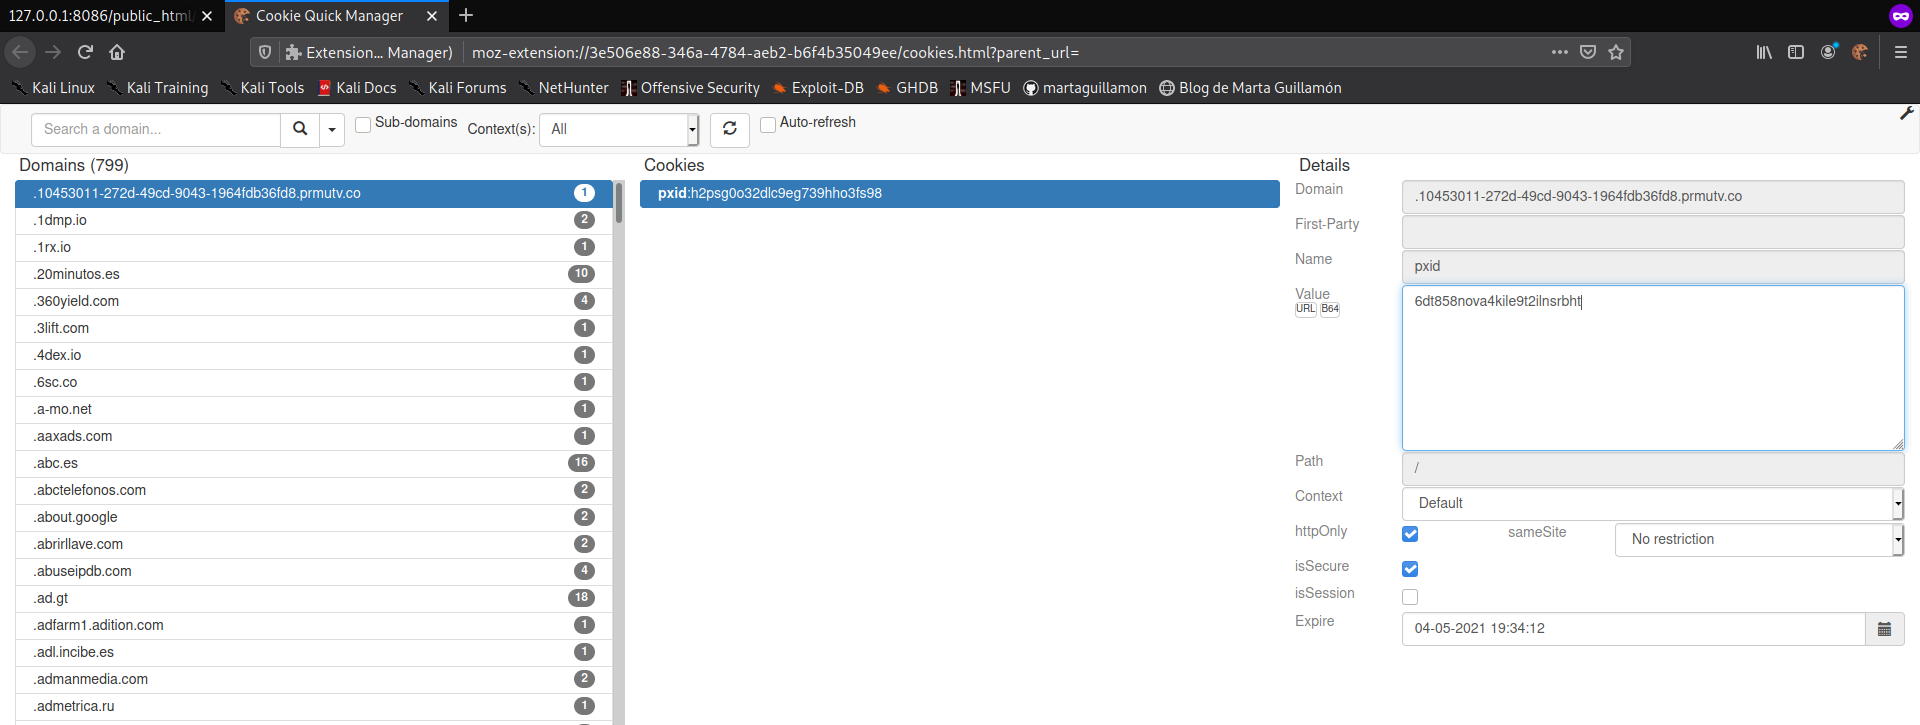 127.0.0.1:8086/public_html
Cookie Quick Manager
Extension... Manager)
moz-extension://3e506e88-346a-4784-aeb2-b6f4b35049ee/cookies.html?parent_url=
Kali Linux
Kali Training
Kali Tools
Kali Docs
Kali Forums
NetHunter
Offensive Security
Exploit-DB
GHDB
MSFU
martaguillamon
Blog de Marta Guillamón
Search a domain...
Sub-domains
Context(s):
All
Auto-refresh
Domains (799)
.10453011-272d-49cd-9043-1964fdb36fd8.prmutv.co 1
.1dmp.io 2
.1rx.io 1
.20minutos.es 10
.360yield.com 4
.3lift.com 1
.4dex.io 1
.6sc.co 1
.a-mo.net 1
.aaxads.com 1
.abc.es 16
.abctelefonos.com 2
.about.google 2
.abrirllave.com 2
.abuseipdb.com 4
.ad.gt 18
.adfarm1.adition.com 1
.adl.incibe.es 1
.admanmedia.com 2
.admetrica.ru 1
Cookies
pxid:h2psg0o32dlc9eg739hho3fs98
Details
Domain
.10453011-272d-49cd-9043-1964fdb36fd8.prmutv.co
First-Party
Name
pxid
Value
URL B64
6dt858nova4kile9t2ilnsrbht
Path
/
Context
Default
httpOnly
sameSite
No restriction
isSecure
isSession
Expire
04-05-2021 19:34:12